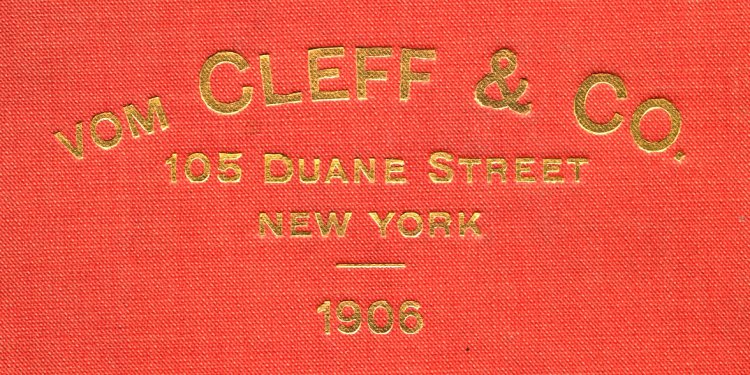 VOM CLEFF & CO.
105 DUANE STREET
NEW YORK
1906